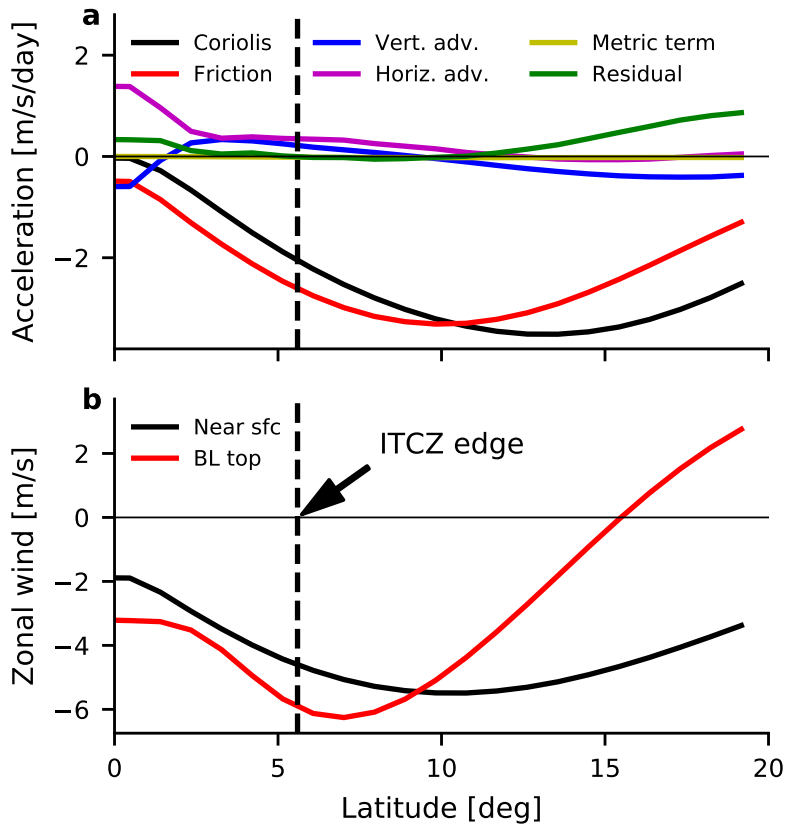 a
Coriolis Vert. adv. Metric term
Friction Horiz. adv. Residual
2
0
−2
Acceleration [m/s/day]
b
Near sfc
BL top
ITCZ edge
2
0
−2
−4
−6
Zonal wind [m/s]
0 5 10 15 20
Latitude [deg]